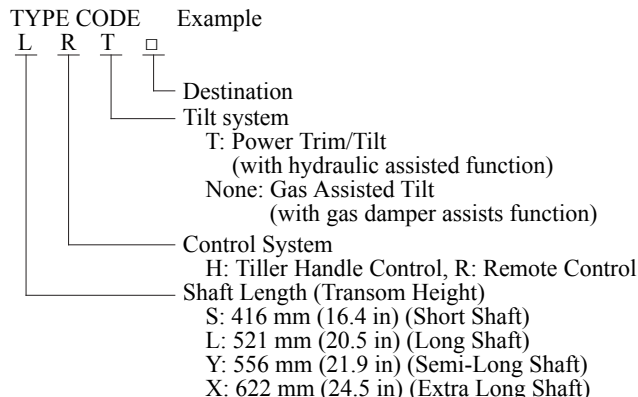 TYPE CODE Example
L R T □
Destination
Tilt system
T: Power Trim/Tilt
(with hydraulic assisted function)
None: Gas Assisted Tilt
(with gas damper assists function)
Control System
H: Tiller Handle Control, R: Remote Control
Shaft Length (Transom Height)
S: 416 mm (16.4 in) (Short Shaft)
L: 521 mm (20.5 in) (Long Shaft)
Y: 556 mm (21.9 in) (Semi-Long Shaft)
X: 622 mm (24.5 in) (Extra Long Shaft)